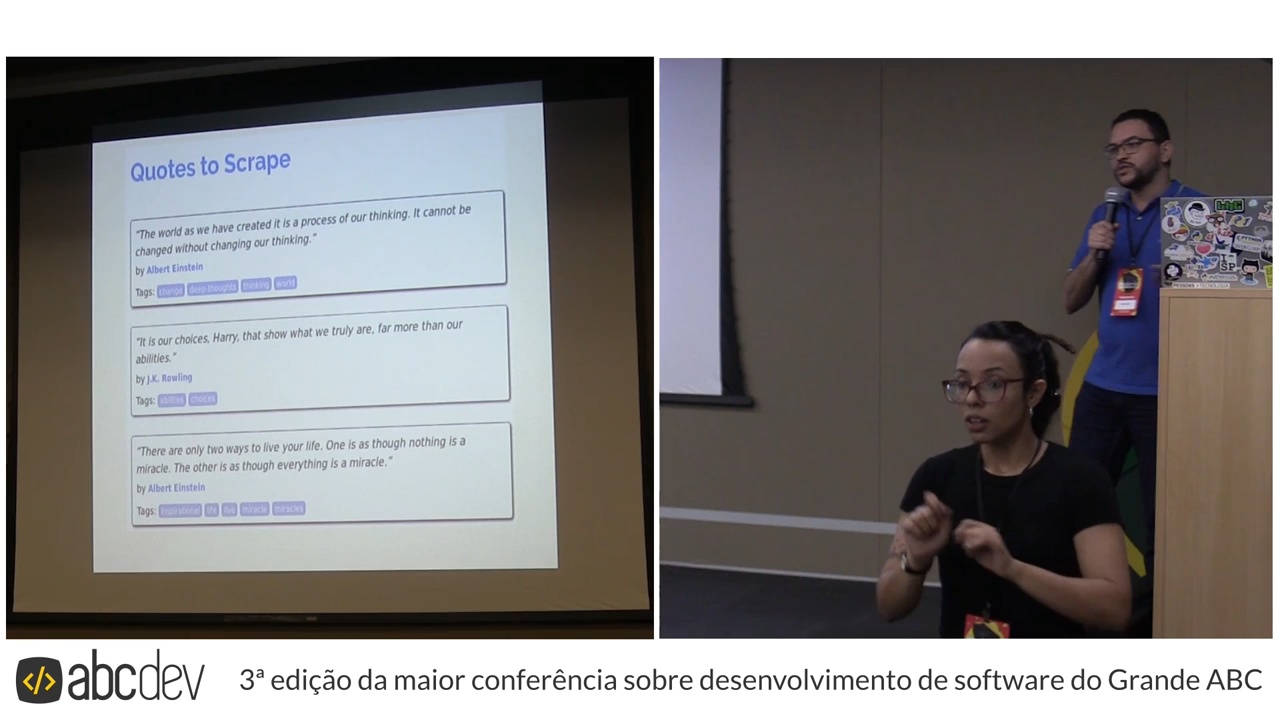 Quotes to Scrape
“The world as we have created it is a process of our thinking. It cannot be
changed without changing our thinking.”
by Albert Einstein
Tags: change deep-thoughts thinking world
“It is our choices, Harry, that show what we truly are, far more than our
abilities.”
by J.K. Rowling
Tags: abilities choices
“There are only two ways to live your life. One is as though nothing is a
miracle. The other is as though everything is a miracle.”
by Albert Einstein
Tags: inspirational life live miracle miracles
PYTHON
SP
PESSOAS TECNOLOGIA
</> abcdev
3ª edição da maior conferência sobre desenvolvimento de software do Grande ABC